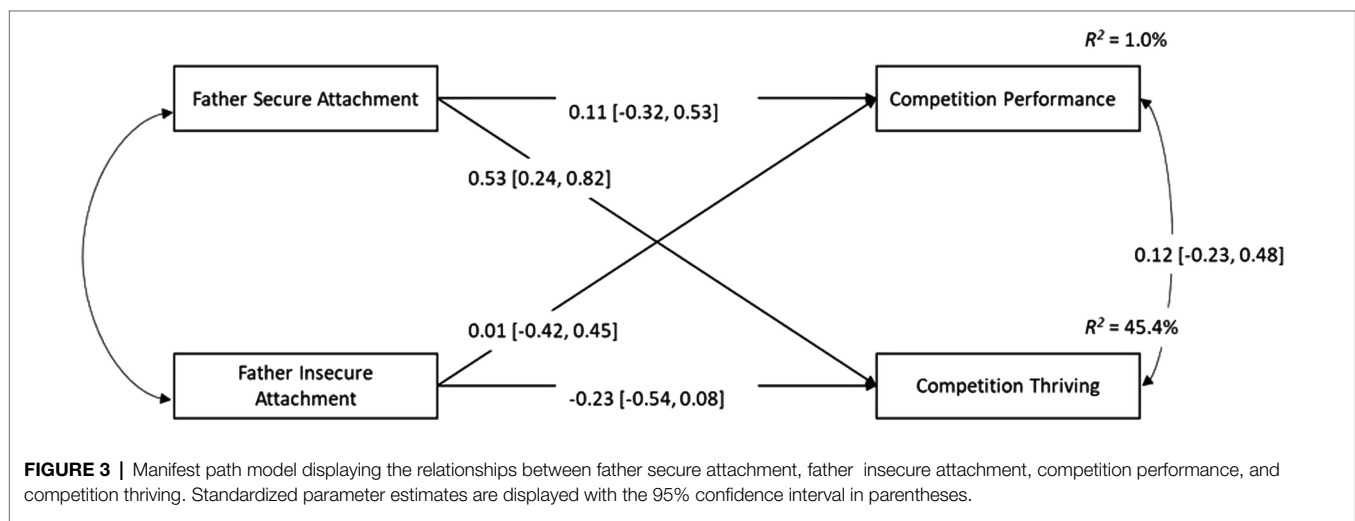 R² = 1.0%
Father Secure Attachment
Competition Performance
0.11 [-0.32, 0.53]
0.53 [0.24, 0.82]
0.12 [-0.23, 0.48]
0.01 [-0.42, 0.45]
R² = 45.4%
Father Insecure
Attachment
-0.23 [-0.54, 0.08]
Competition Thriving
FIGURE 3 | Manifest path model displaying the relationships between father secure attachment, father insecure attachment, competition performance, and
competition thriving. Standardized parameter estimates are displayed with the 95% confidence interval in parentheses.